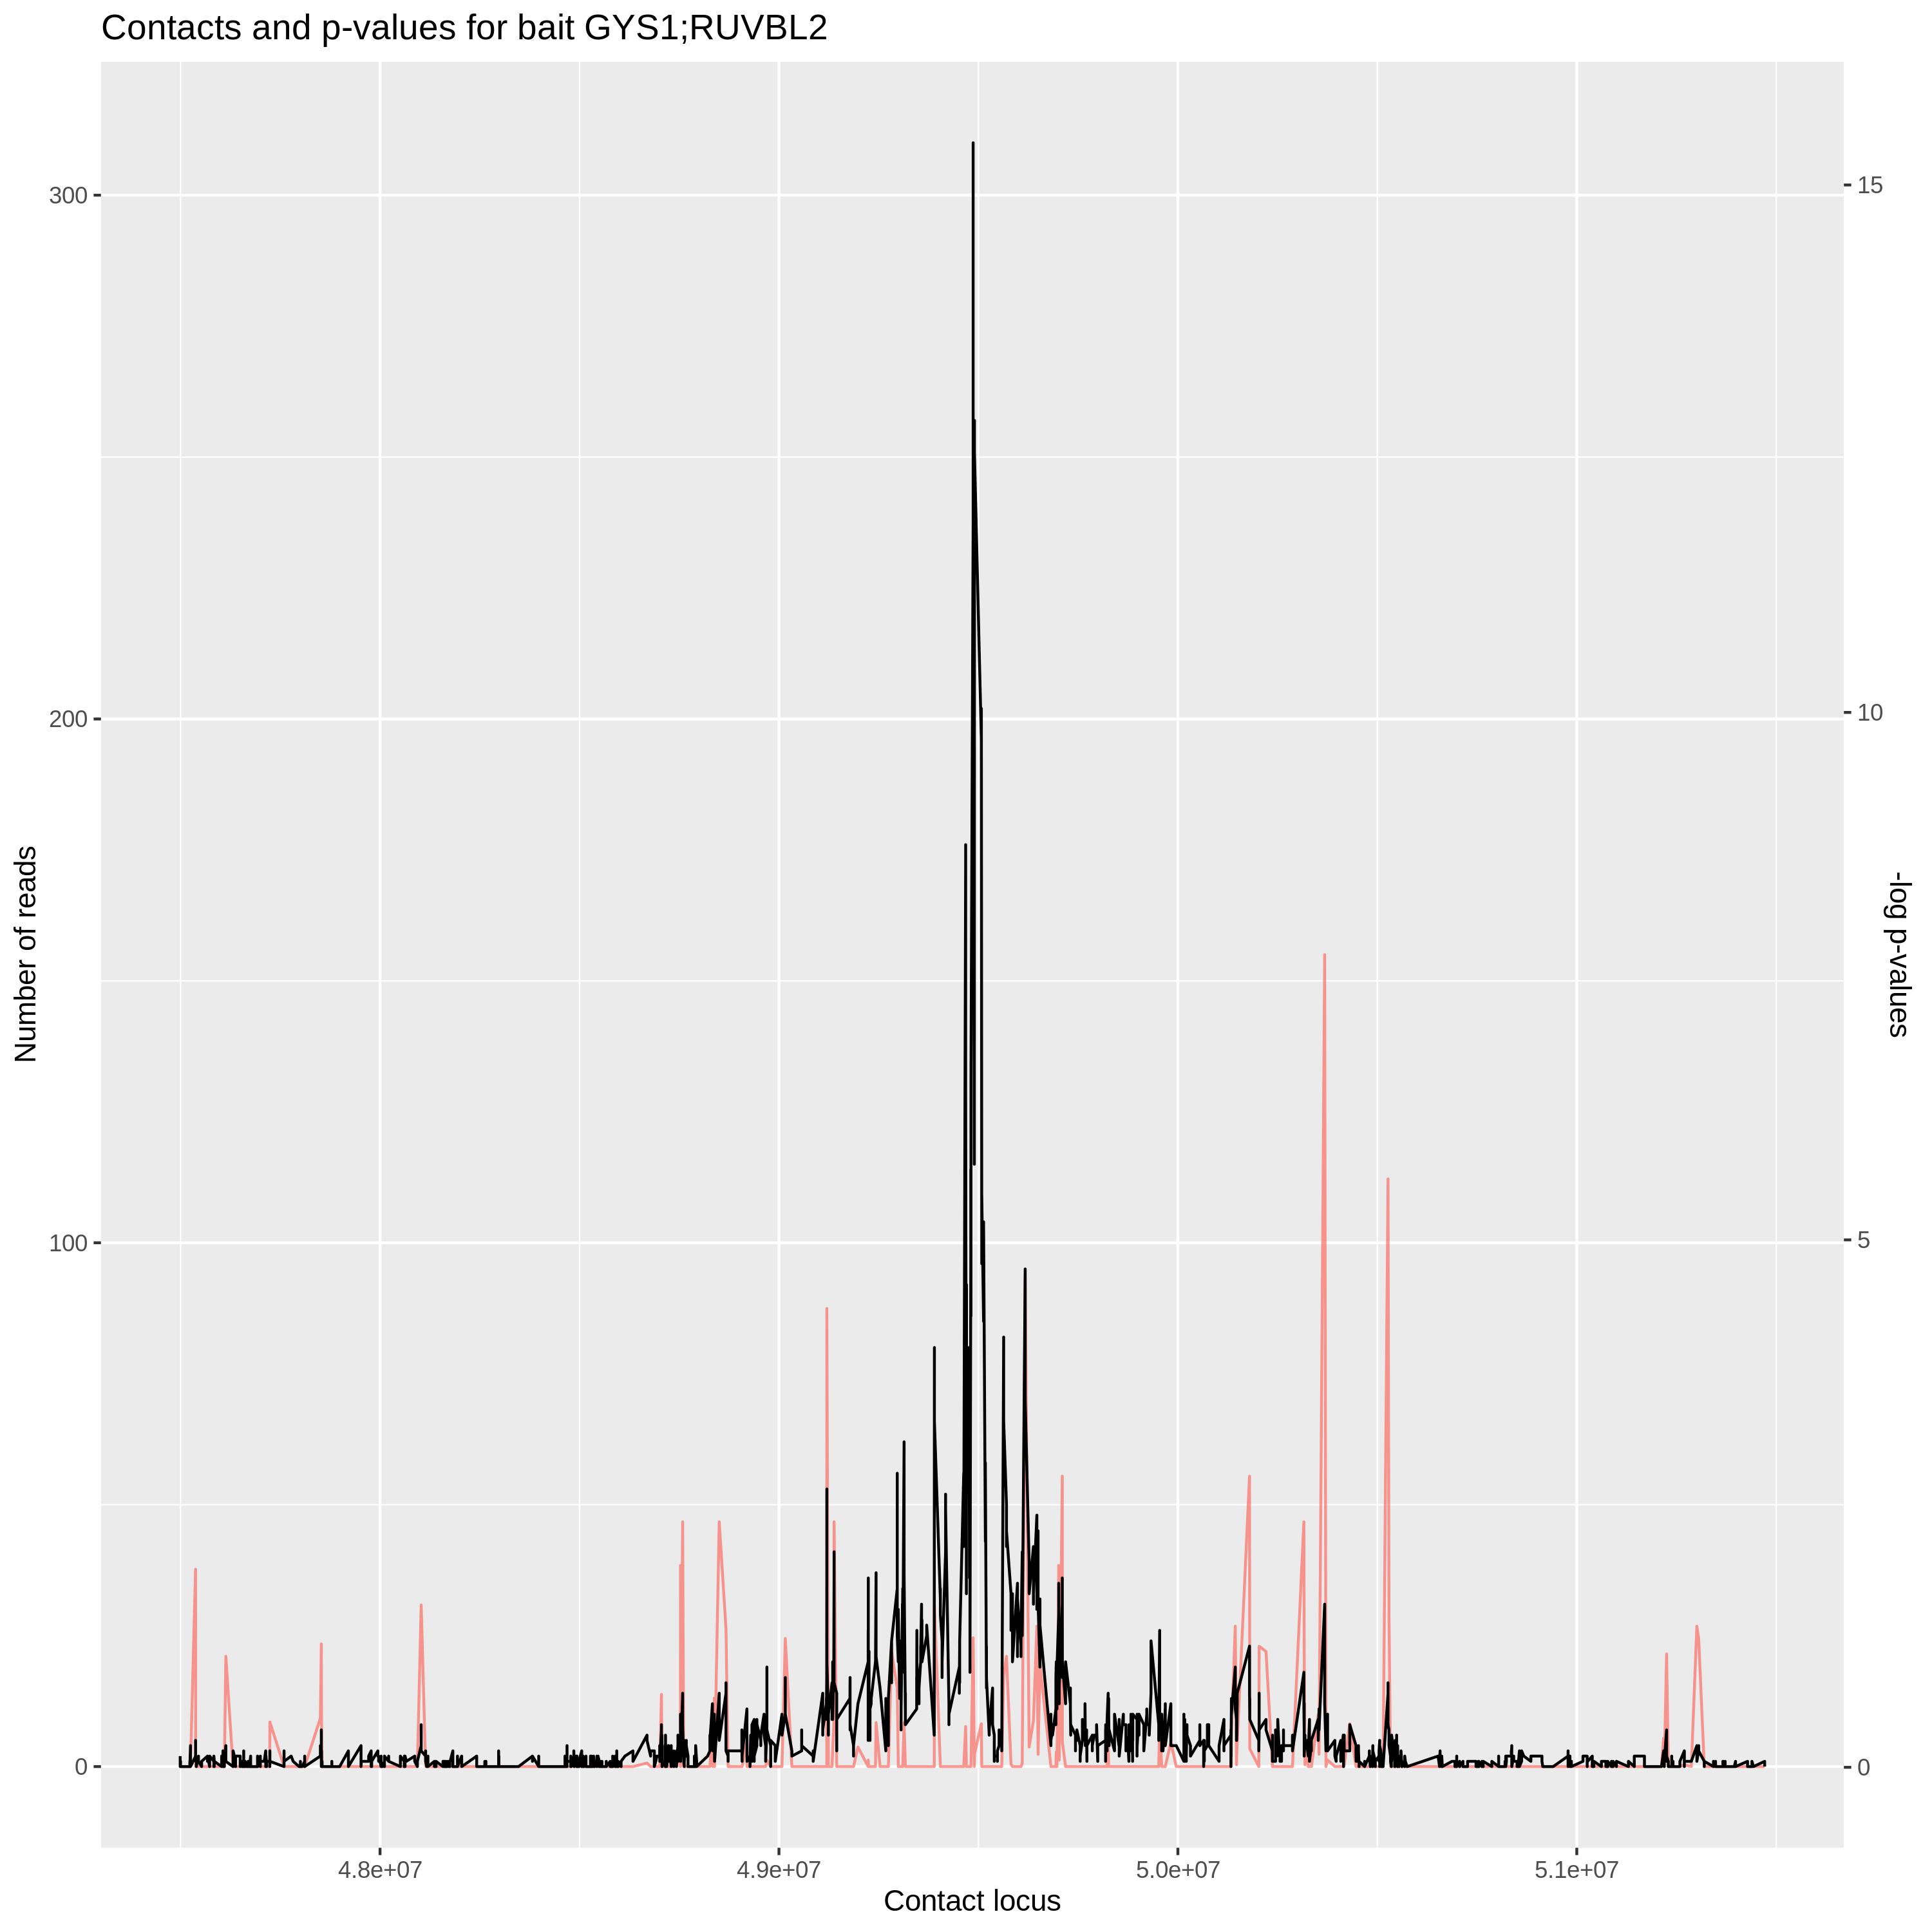 Contacts and p-values for bait GYS1;RUVBL2
300
200
100
0
Number of reads
15
10
5
0
-log p-values
4.8e+07
4.9e+07
5.0e+07
5.1e+07
Contact locus